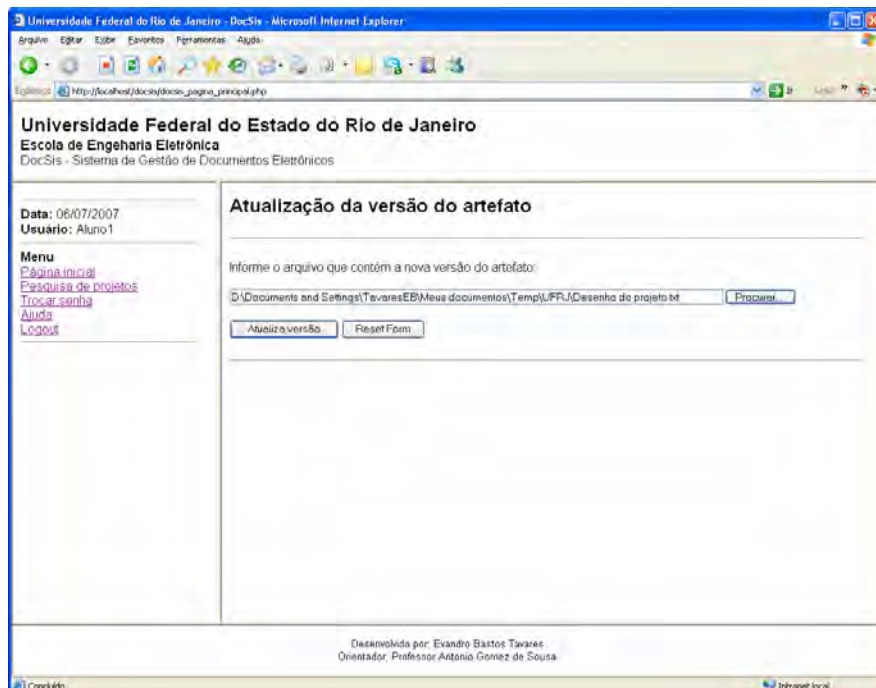 Universidade Federal do Rio de Janeiro - DocSis - Microsoft Internet Explorer
Arquivo Editar Exibir Favoritos Ferramentas Ajuda
Endereço http://localhost/docsis/docsis_pagina_principal.php
Universidade Federal do Estado do Rio de Janeiro
Escola de Engeharia Eletrônica
DocSis - Sistema de Gestão de Documentos Eletrônicos
Data: 06/07/2007
Usuário: Aluno1
Menu
Página inicial
Pesquisa de projetos
Trocar senha
Ajuda
Logout
Atualização da versão do artefato
Informe o arquivo que contém a nova versão do artefato:
D:\Documents and Settings\TavaresEB\Meus documentos\Temp\UFRJ\Desenho do projeto.txt Procurar...
Atualiza versão Reset Form
Desenvolvido por: Evandro Bastos Tavares
Orientador: Professor Antonio Gomez de Sousa
Concluído Intranet local